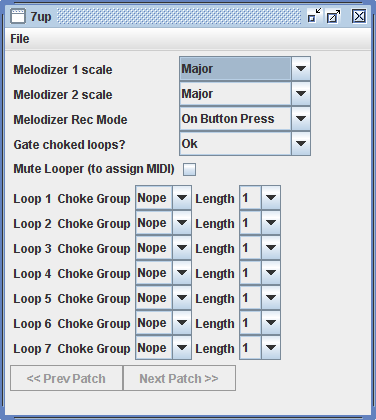 7up
File
Melodizer 1 scale Major
Melodizer 2 scale Major
Melodizer Rec Mode On Button Press
Gate choked loops? Ok
Mute Looper (to assign MIDI)
Loop 1 Choke Group Nope Length 1
Loop 2 Choke Group Nope Length 1
Loop 3 Choke Group Nope Length 1
Loop 4 Choke Group Nope Length 1
Loop 5 Choke Group Nope Length 1
Loop 6 Choke Group Nope Length 1
Loop 7 Choke Group Nope Length 1
<< Prev Patch Next Patch >>